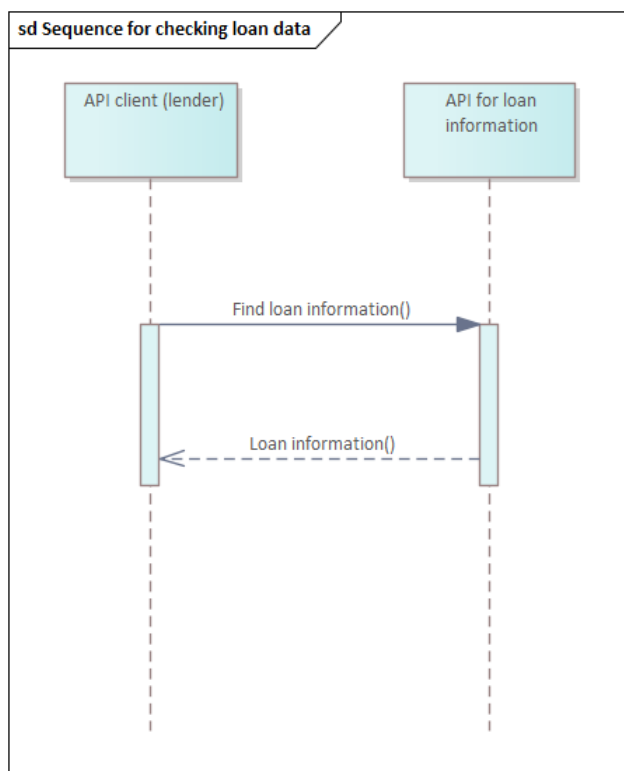 sd Sequence for checking loan data
API client (lender)
API for loan
information
Find loan information()
Loan information()